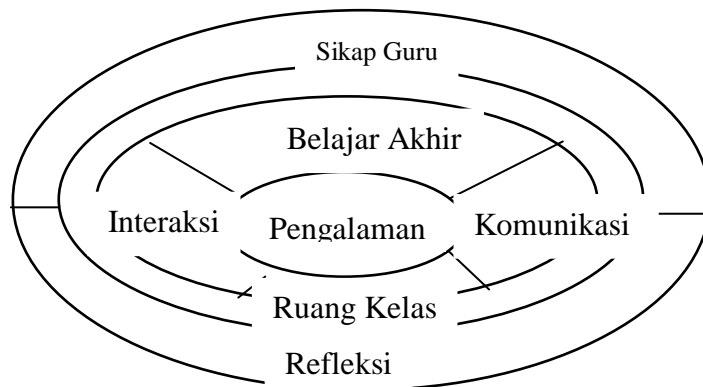 Sikap Guru
Belajar Akhir
Interaksi
Pengalaman
Komunikasi
Ruang Kelas
Refleksi